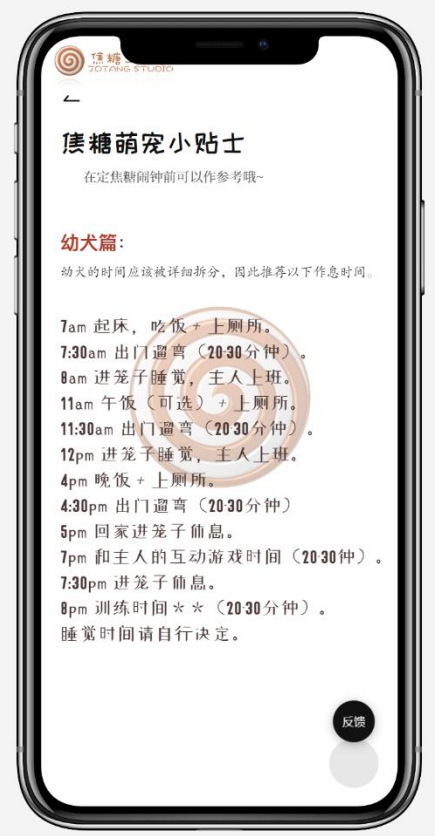 焦糖
JOTANG STUDIO
焦糖萌宠小贴士
在定焦糖闹钟前可以作参考哦~
幼犬篇:
幼犬的时间应该被详细拆分，因此推荐以下作息时间。
7am 起床，吃饭 + 上厕所。
7:30am 出门遛弯（20-30分钟）。
8am 进笼子睡觉，主人上班。
11am 午饭（可选）+ 上厕所。
11:30am 出门遛弯（20-30分钟）。
12pm 进笼子睡觉，主人上班。
4pm 晚饭 + 上厕所。
4:30pm 出门遛弯（20-30分钟）
5pm 回家进笼子休息。
7pm 和主人的互动游戏时间（20-30钟）。
7:30pm 进笼子休息。
8pm 训练时间＊＊（20-30分钟）。
睡觉时间请自行决定。
反馈